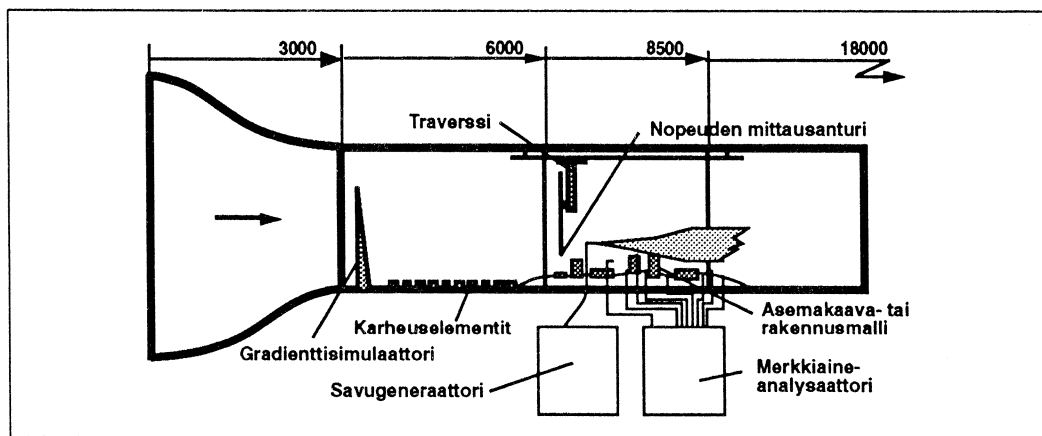 3000
6000
8500
18000
Traverssi
Nopeuden mittausanturi
Karheuselementit
Gradienttisimulaattori
Asemakaava- tai
rakennusmalli
Savugeneraattori
Merkkiaine-
analysaattori